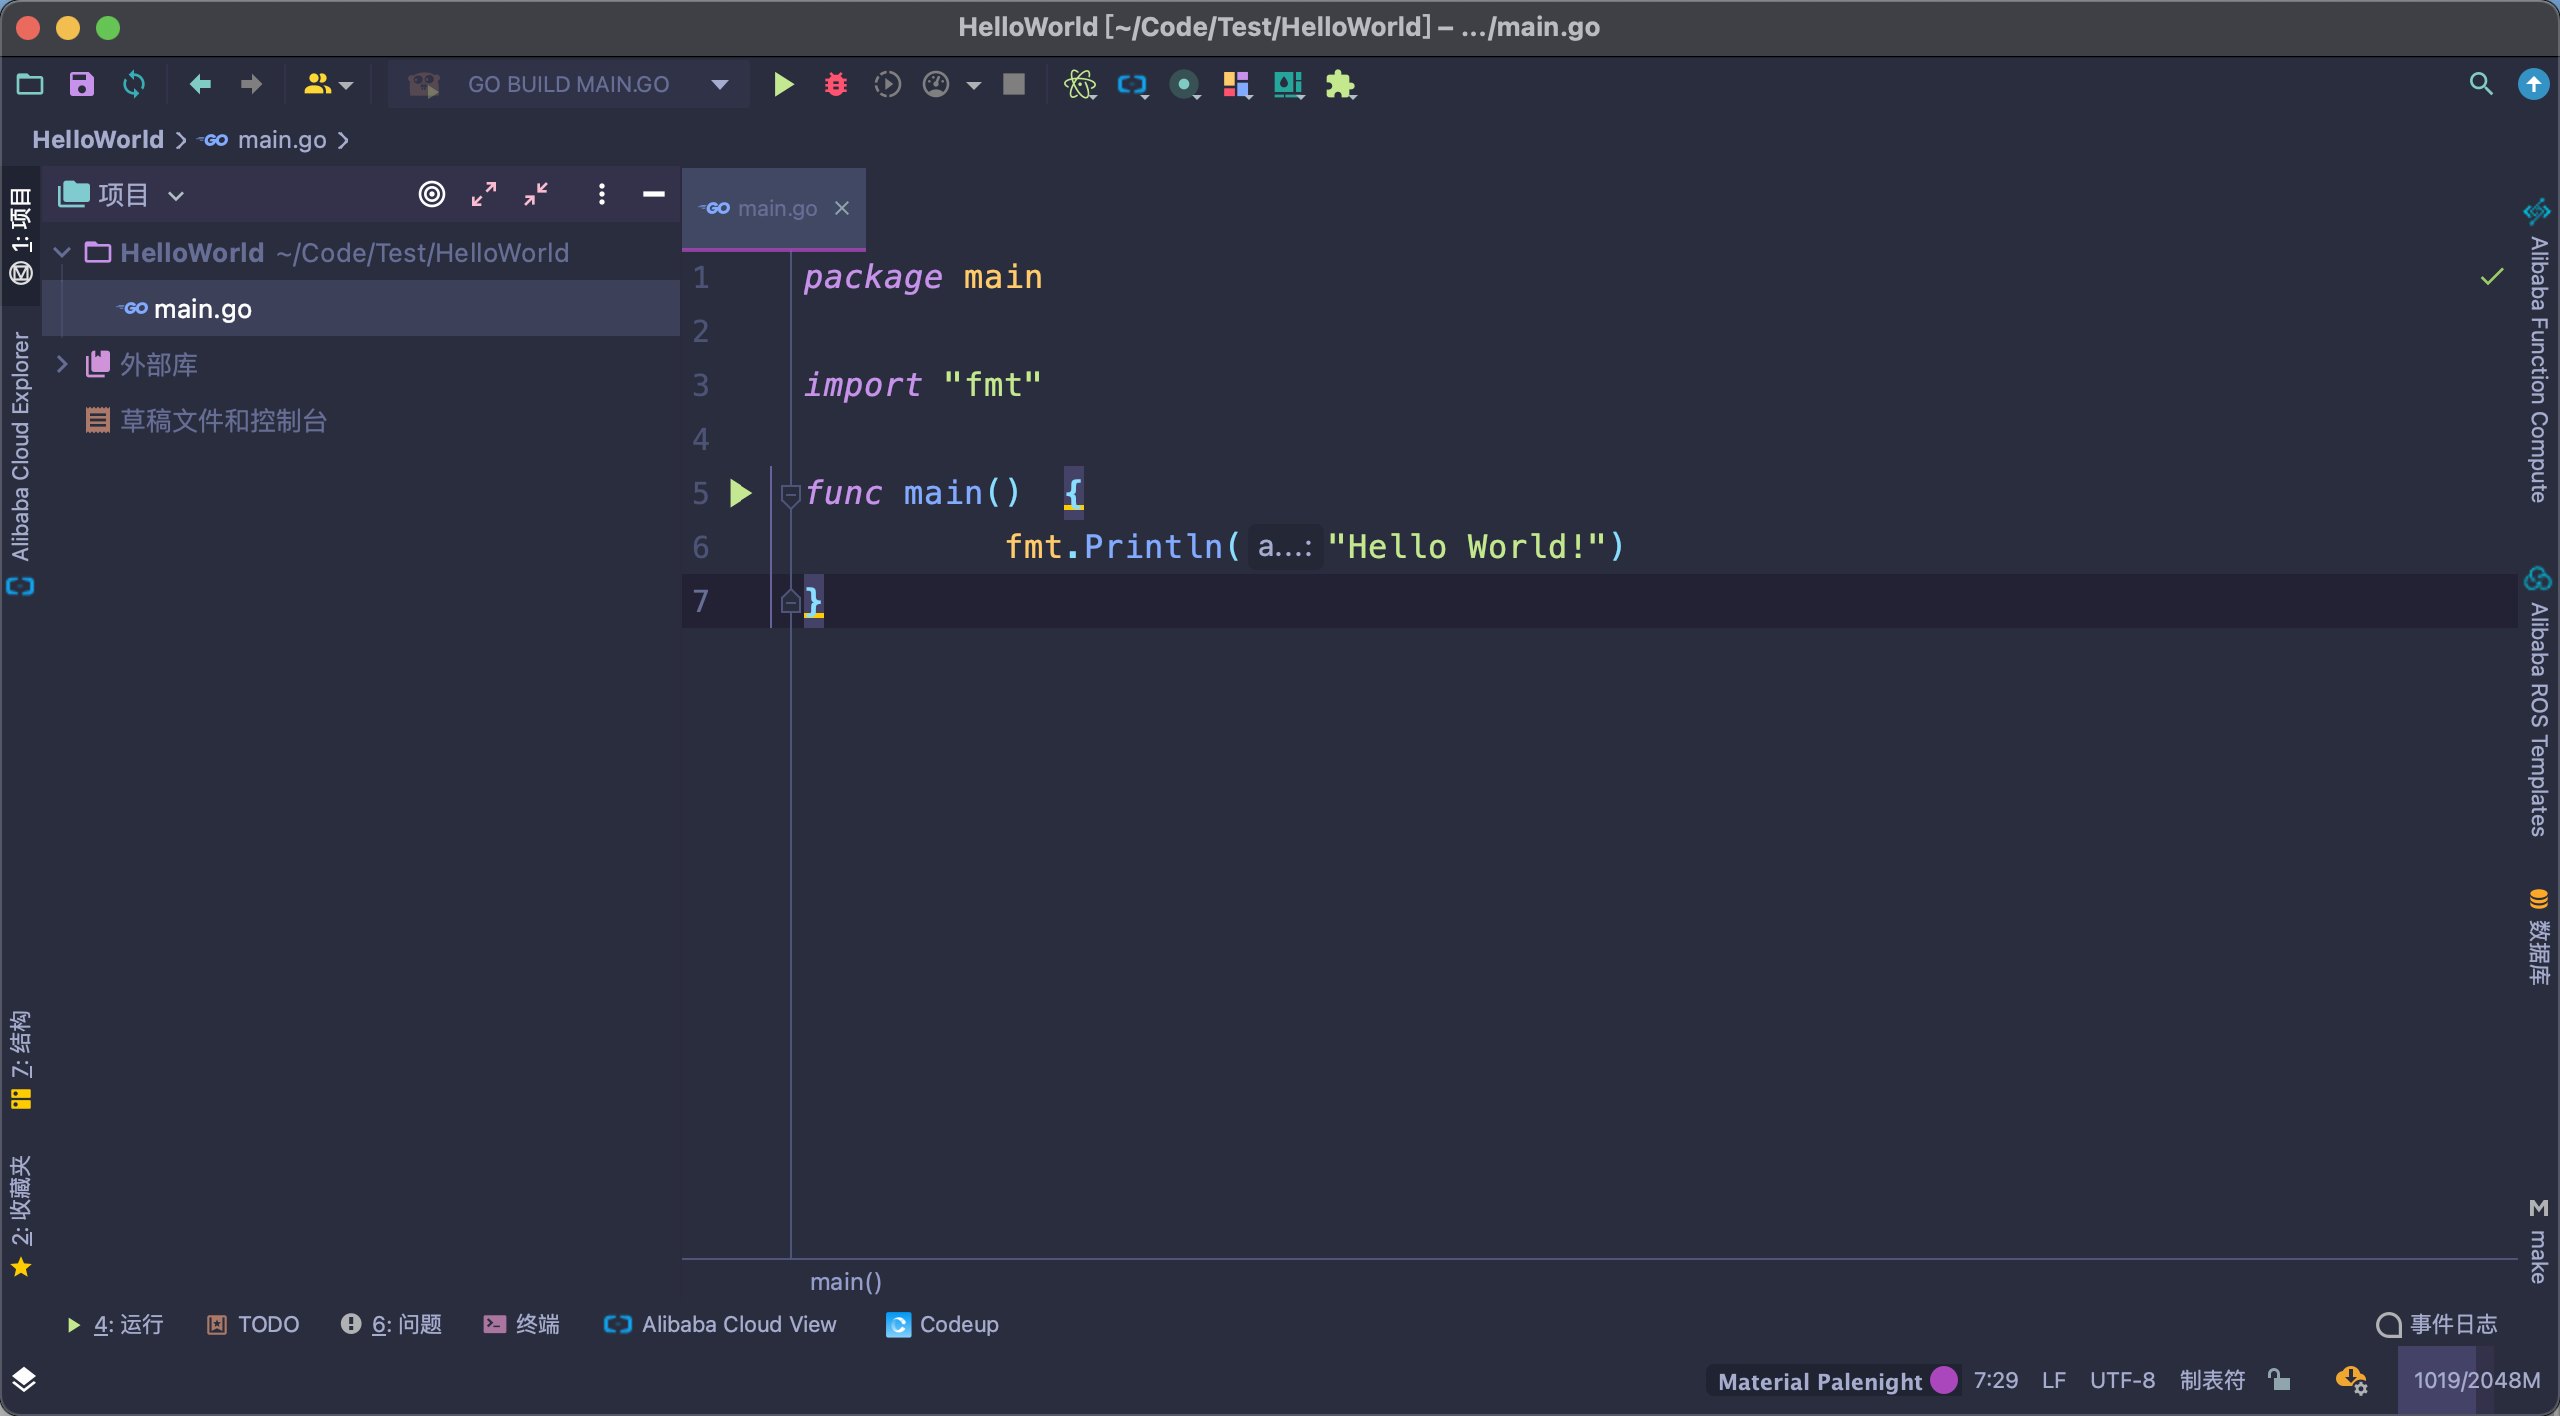 HelloWorld [~/Code/Test/HelloWorld] – .../main.go
GO BUILD MAIN.GO
HelloWorld
GO main.go
1: 项目
Alibaba Cloud Explorer
7: 结构
2: 收藏夹
项目
HelloWorld ~/Code/Test/HelloWorld
GO main.go
外部库
草稿文件和控制台
GO main.go
1 package main
2
3 import "fmt"
4
5 func main()  {
6 fmt.Println( a...: "Hello World!")
7 }
main()
Alibaba Function Compute
Alibaba ROS Templates
数据库
M make
4: 运行
TODO
6: 问题
终端
Alibaba Cloud View
Codeup
事件日志
Material Palenight
7:29
LF
UTF-8
制表符
1019/2048M